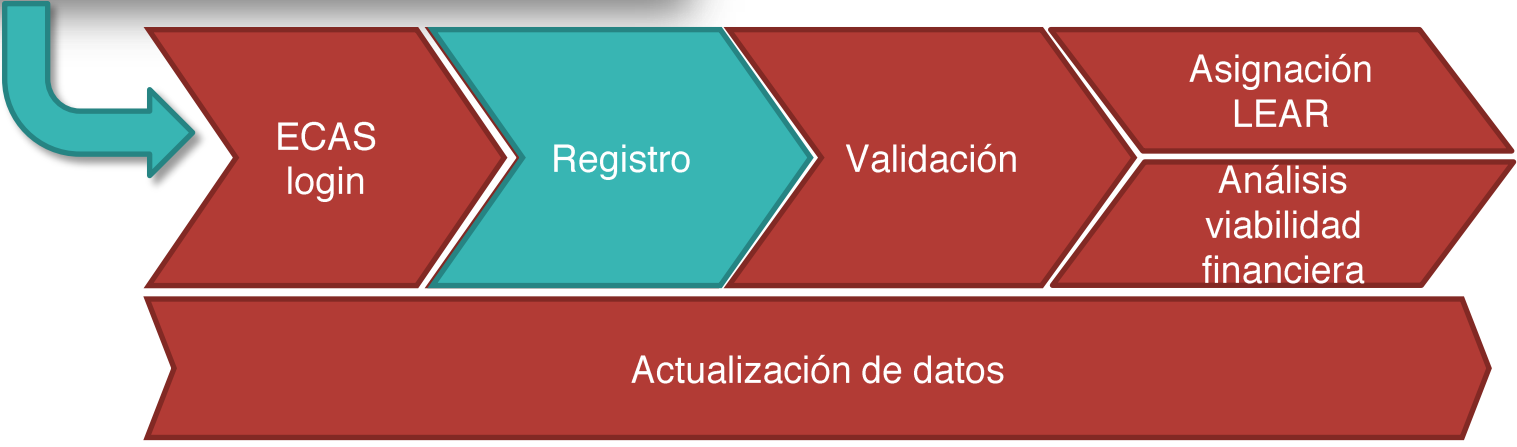 ECAS
login
Registro
Validación
Asignación
LEAR
Análisis
viabilidad
financiera
Actualización de datos